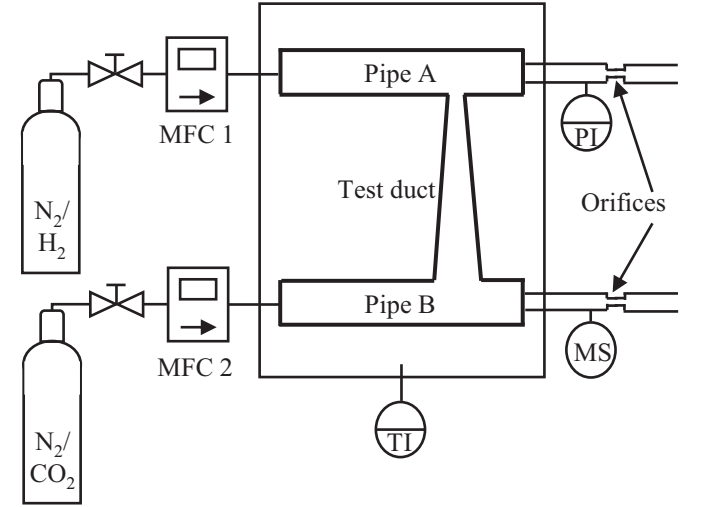 Pipe A
MFC 1
PI
N₂/
H₂
Test duct
Orifices
Pipe B
MFC 2
MS
N₂/
CO₂
TI